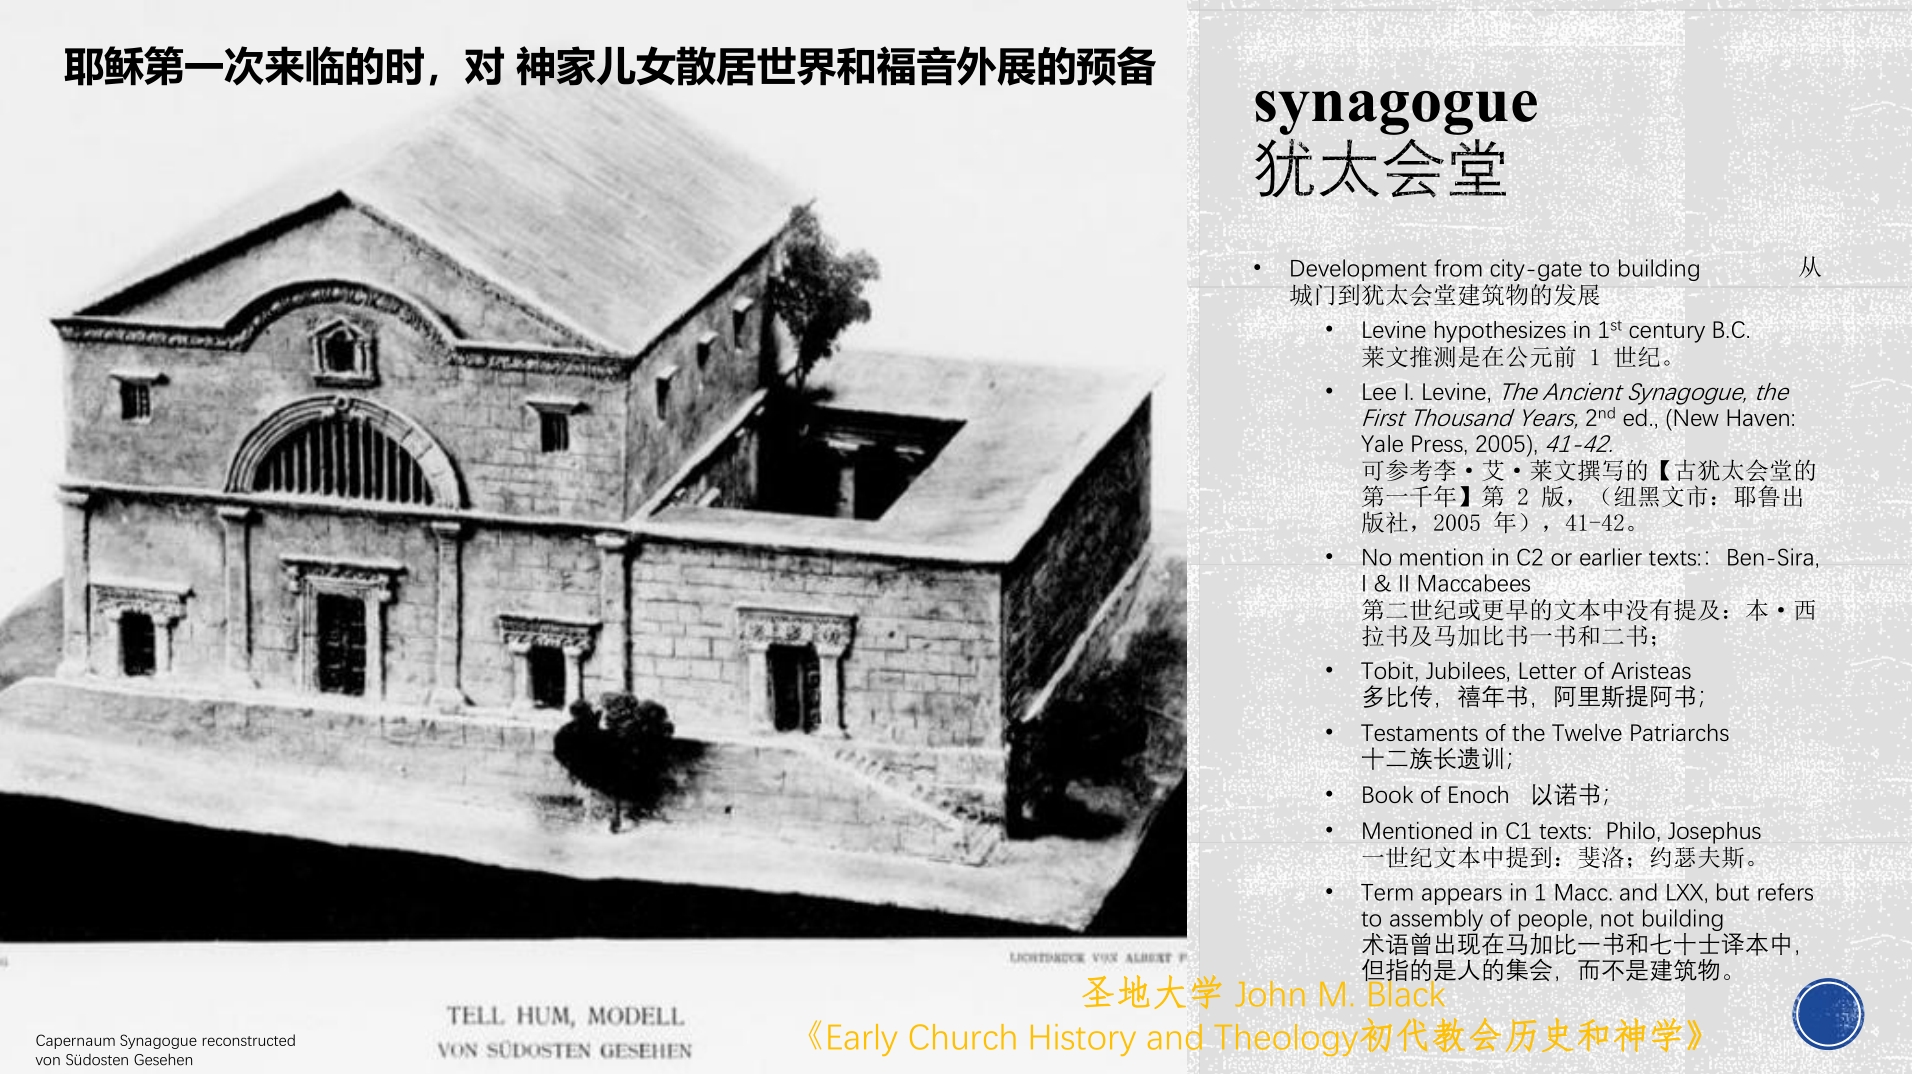 耶稣第一次来临的时，对 神家儿女散居世界和福音外展的预备
synagogue
犹太会堂
• Development from city-gate to building 从
城门到犹太会堂建筑物的发展
• Levine hypothesizes in 1st century B.C.
莱文推测是在公元前 1 世纪。
• Lee I. Levine, The Ancient Synagogue, the
First Thousand Years, 2nd ed., (New Haven:
Yale Press, 2005), 41-42.
可参考李·艾·莱文撰写的【古犹太会堂的
第一千年】第 2 版，（纽黑文市：耶鲁出
版社，2005 年），41-42。
• No mention in C2 or earlier texts:：Ben-Sira,
I & II Maccabees
第二世纪或更早的文本中没有提及：本·西
拉书及马加比书一书和二书；
• Tobit, Jubilees, Letter of Aristeas
多比传，禧年书，阿里斯提阿书；
• Testaments of the Twelve Patriarchs
十二族长遗训；
• Book of Enoch 以诺书；
• Mentioned in C1 texts: Philo, Josephus
一世纪文本中提到：斐洛；约瑟夫斯。
• Term appears in 1 Macc. and LXX, but refers
to assembly of people, not building
术语曾出现在马加比一书和七十士译本中，
但指的是人的集会，而不是建筑物。
LICHTDRUCK VON ALBERT F
TELL HUM, MODELL
VON SÜDOSTEN GESEHEN
Capernaum Synagogue reconstructed
von Südosten Gesehen
圣地大学 John M. Black
《Early Church History and Theology初代教会历史和神学》